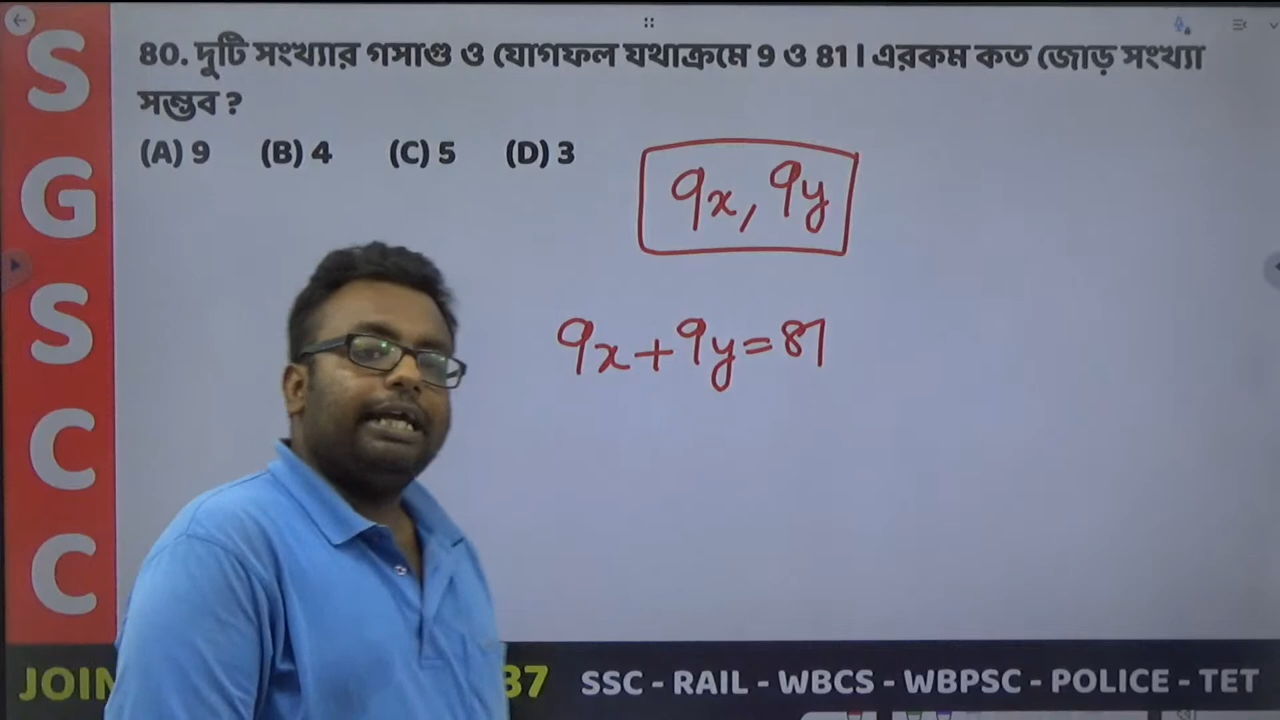 S
G
S
C
C
80. দুটি সংখ্যার গসাগু ও যোগফল যথাক্রমে 9 ও 81। এরকম কত জোড় সংখ্যা
সম্ভব ?
(A) 9 (B) 4 (C) 5 (D) 3
9x, 9y
9x+9y=81
JOIN 37 SSC - RAIL - WBCS - WBPSC - POLICE - TET